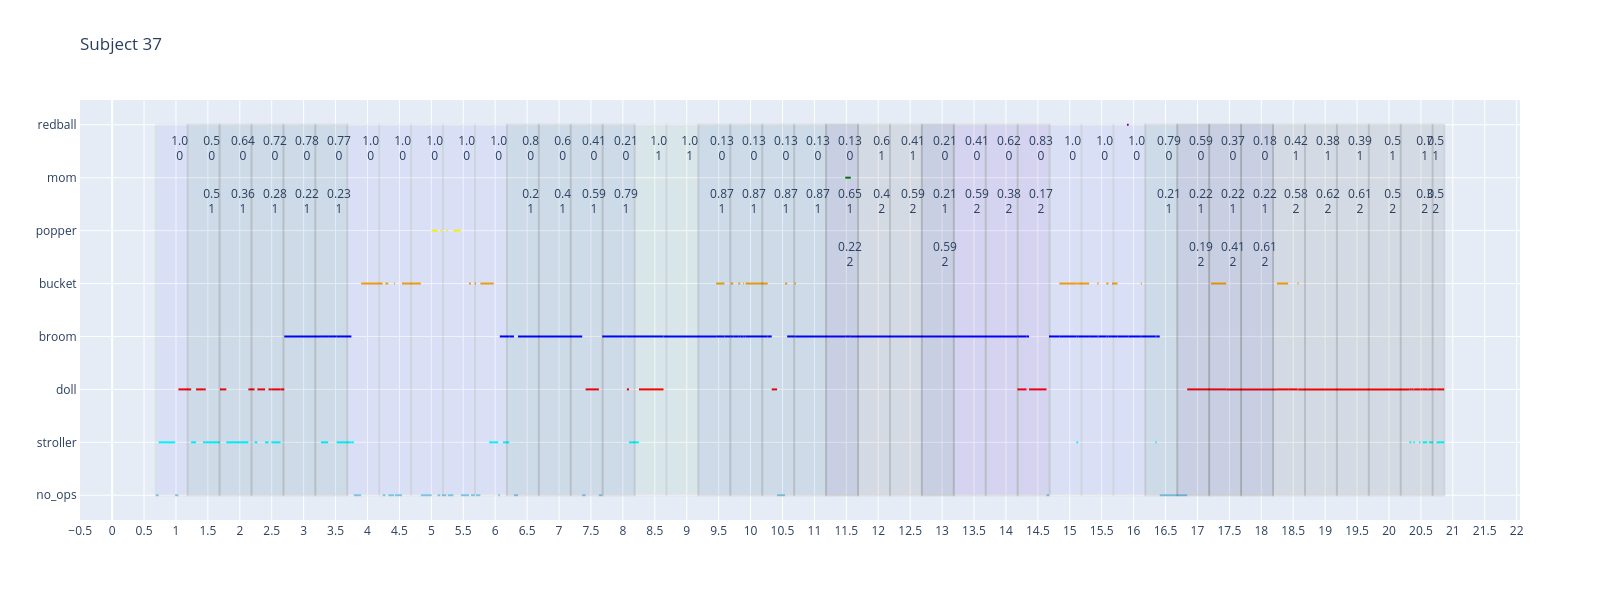 Subject 37
redball
1.0 0.5 0.64 0.72 0.78 0.77 1.0 1.0 1.0 1.0 1.0 0.8 0.6 0.41 0.21 1.0 1.0 0.13 0.13 0.13 0.13 0.13 0.6 0.41 0.21 0.41 0.62 0.83 1.0 1.0 1.0 0.79 0.59 0.37 0.18 0.42 0.38 0.39 0.5 0.5
0 0 0 0 0 0 0 0 0 0 0 0 0 0 0 1 1 0 0 0 0 0 1 1 0 0 0 0 0 0 0 0 0 0 0 1 1 1 1 1 1
mom
0.5 0.36 0.28 0.22 0.23 0.2 0.4 0.59 0.79 0.87 0.87 0.87 0.87 0.65 0.4 0.59 0.21 0.59 0.38 0.17 0.21 0.22 0.22 0.22 0.58 0.62 0.61 0.5 0.5
1 1 1 1 1 1 1 1 1 1 1 1 1 1 2 2 1 2 2 2 1 1 1 1 2 2 2 2 2 2
popper
0.22 0.59 0.19 0.41 0.61
2 2 2 2 2
bucket
broom
doll
stroller
no_ops
−0.5 0 0.5 1 1.5 2 2.5 3 3.5 4 4.5 5 5.5 6 6.5 7 7.5 8 8.5 9 9.5 10 10.5 11 11.5 12 12.5 13 13.5 14 14.5 15 15.5 16 16.5 17 17.5 18 18.5 19 19.5 20 20.5 21 21.5 22